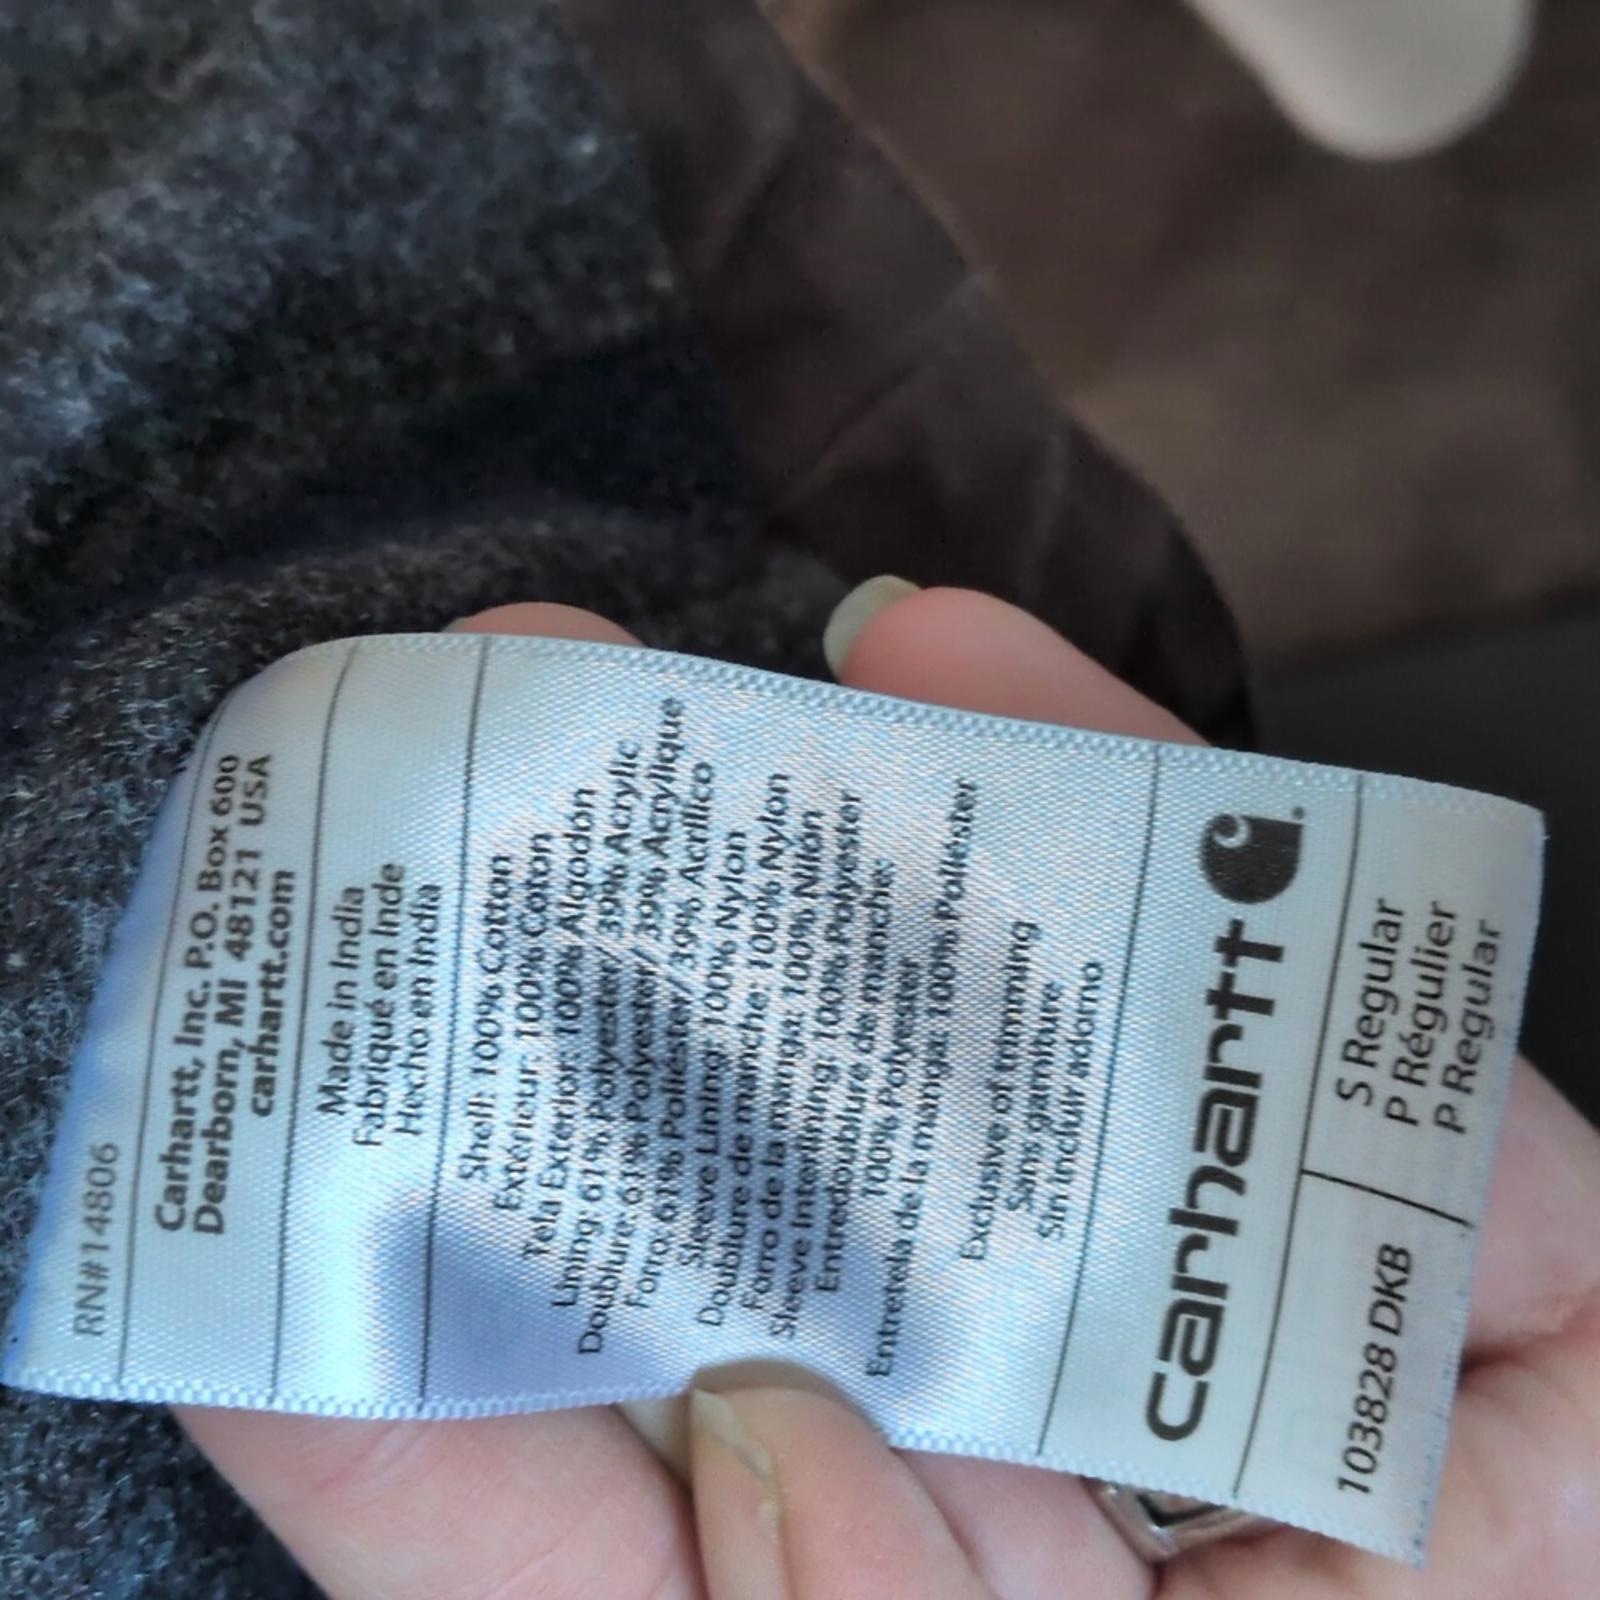 RN#14806
Carhartt, Inc. P.O. Box 600
Dearborn, MI 48121 USA
carhartt.com
Made in India
Fabriqué en Inde
Hecho en India
Shell: 100% Cotton
Extérieur: 100% Coton
Tela Exterior: 100% Algodon
Lining: 61% Polyester/ 39% Acrylic
Doublure: 61% Polyester/ 39% Acrylique
Forro: 61% Poliéster/ 39% Acrílico
Sleeve Lining: 100% Nylon
Doublure de manche: 100% Nylon
Forro de la manga: 100% Nilón
Sleeve Interlining: 100% Polyester
Entredoublure de manche:
100% Polyester
Entretela de la manga: 100% Poliester
Exclusive of trimming
Sans garniture
Sin incluir adorno
carhartt
S Regular
P Régulier
P Regular
103828 DKB